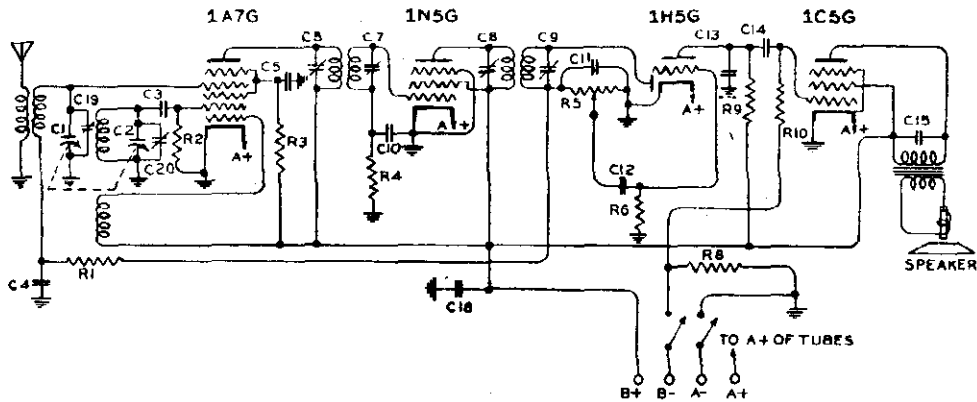 1A7G 1N5G 1H5G 1C5G
C6 C7 C8 C9 C13 C14
C5 C11
C19 C3 R5 A+ R9 A+
C1 C2 R2 A+ R3 A+ R10 C15
C20 C10 C12
R4 R6
R1 R8 SPEAKER
C4 C18
TO A+ OF TUBES
B+ B- A- A+